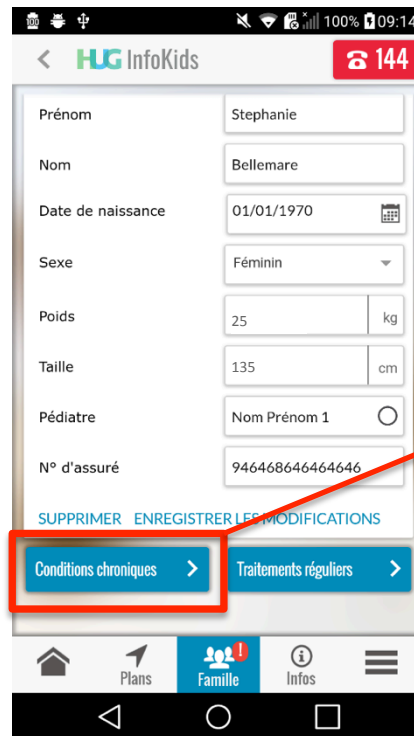 100% 09:14
HUG InfoKids 144
Prénom Stephanie
Nom Bellemare
Date de naissance 01/01/1970
Sexe Féminin
Poids 25 kg
Taille 135 cm
Pédiatre Nom Prénom 1
N° d'assuré 946468646464646
SUPPRIMER ENREGISTRER LES MODIFICATIONS
Conditions chroniques Traitements réguliers
Plans Famille Infos